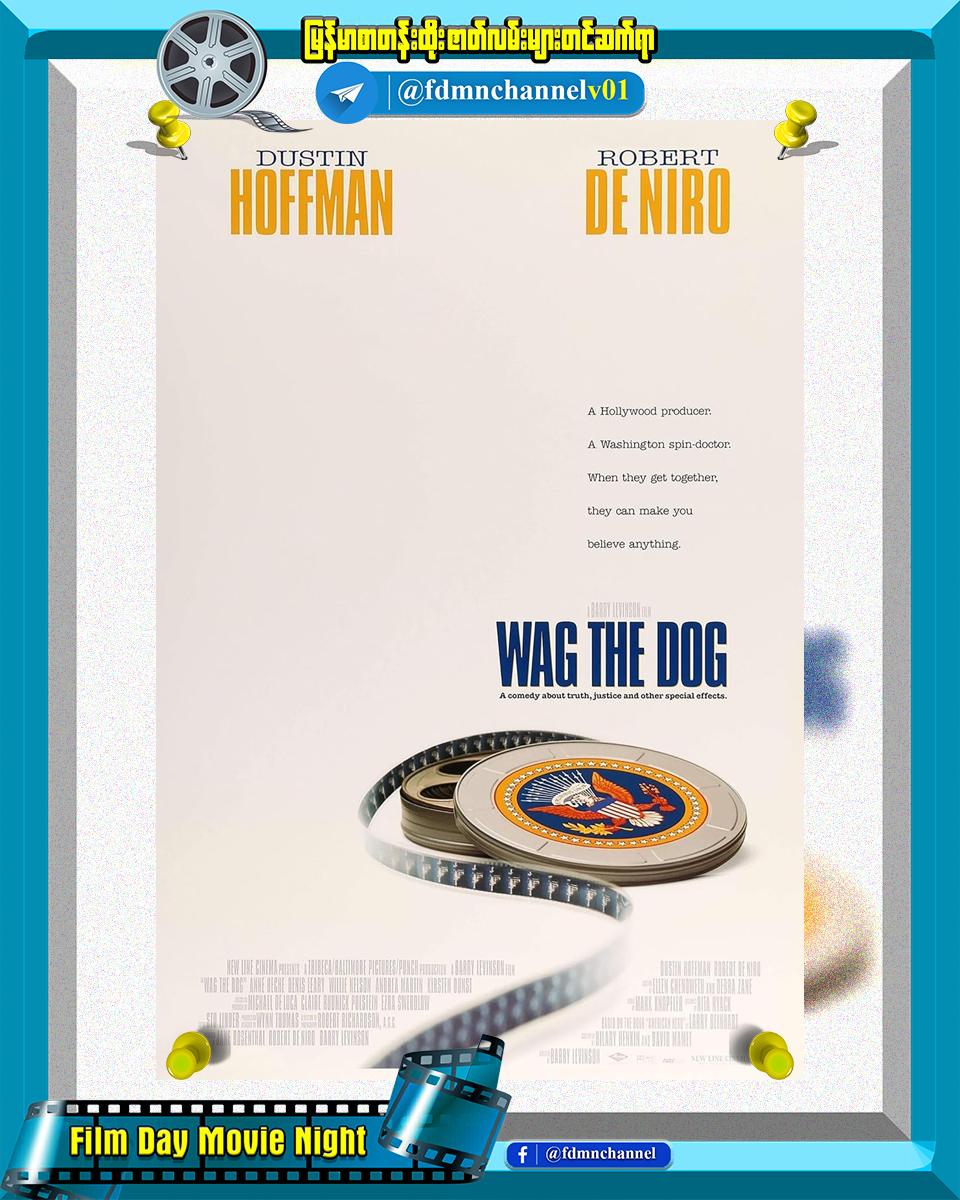 မြန်မာစာတန်းထိုးဇာတ်လမ်းများတင်ဆက်ရာ
@fdmnchannelv01
DUSTIN
HOFFMAN
ROBERT
DE NIRO
A Hollywood producer.
A Washington spin-doctor.
When they get together,
they can make you
believe anything.
A BARRY LEVINSON FILM
WAG THE DOG
A comedy about truth, justice and other special effects.
NEW LINE CINEMA PRESENTS A TRIBECA/BALTIMORE PICTURES/PUNCH PRODUCTION A BARRY LEVINSON FILM
"WAG THE DOG" ANNE HECHE DENIS LEARY WILLIE NELSON ANDREA MARTIN KIRSTEN DUNST
MICHAEL DE LUCA CLAIRE RUDNICK POLSTEIN EZRA SWERDLOW
STU LINDER WYNN THOMAS ROBERT RICHARDSON, A.S.C.
ROSENTHAL ROBERT DE NIRO BARRY LEVINSON
DUSTIN HOFFMAN ROBERT DE NIRO
ELLEN CHENOWETH AND DEBRA ZANE
MARK KNOPFLER RITA RYACK
BASED ON THE BOOK "AMERICAN HERO" LARRY BEINHART
HILARY HENKIN AND DAVID MAMET
BARRY LEVINSON
NEW LINE
Film Day Movie Night
f @fdmnchannel